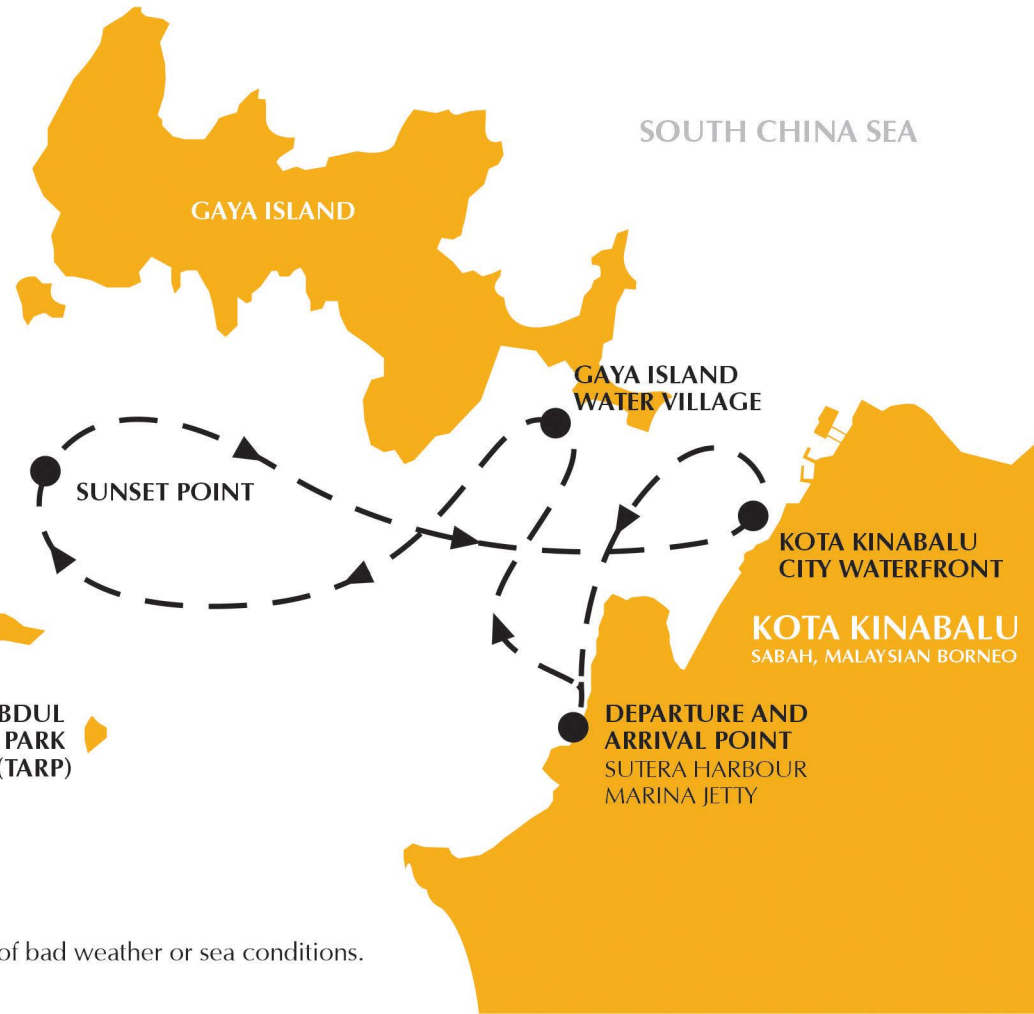 SOUTH CHINA SEA
GAYA ISLAND
GAYA ISLAND
WATER VILLAGE
SUNSET POINT
KOTA KINABALU
CITY WATERFRONT
KOTA KINABALU
SABAH, MALAYSIAN BORNEO
BDUL
PARK
(TARP)
DEPARTURE AND
ARRIVAL POINT
SUTERA HARBOUR
MARINA JETTY
of bad weather or sea conditions.